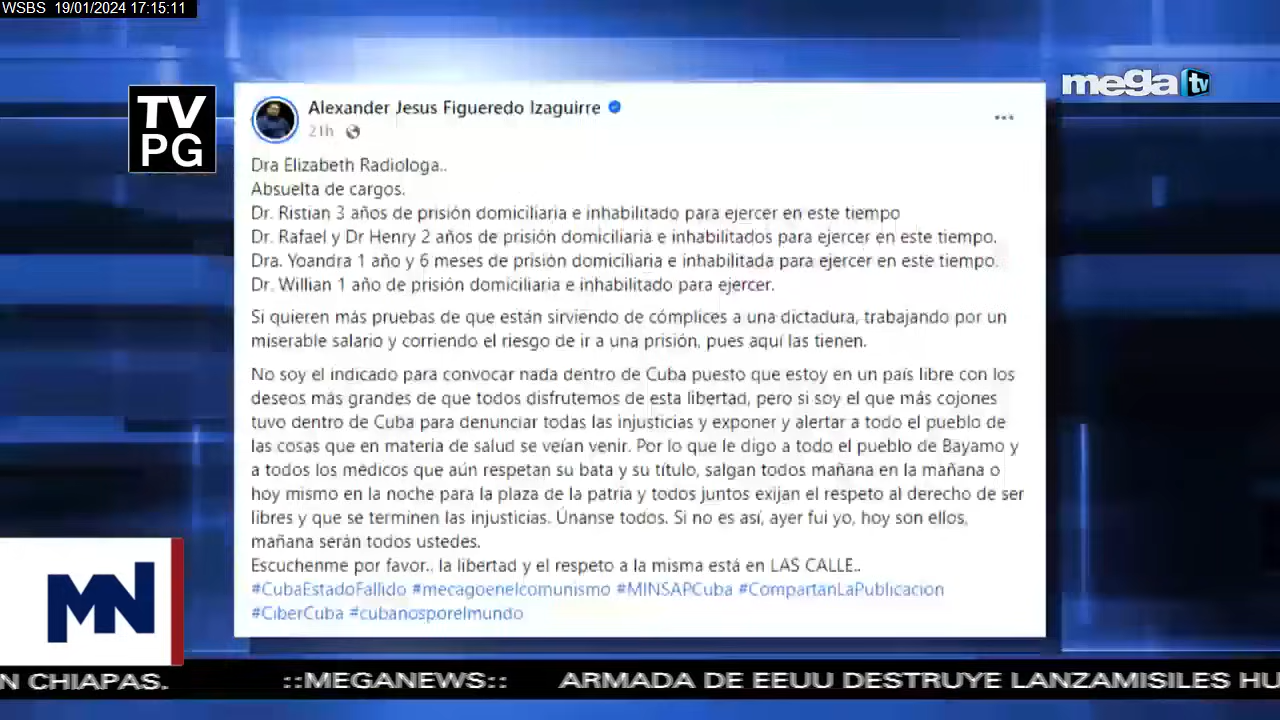 WSBS 19/01/2024 17:15:11
mega tv
TV
PG
Alexander Jesus Figueredo Izaguirre
21h
Dra Elizabeth Radiologa..
Absuelta de cargos.
Dr. Ristian 3 años de prisión domiciliaria e inhabilitado para ejercer en este tiempo
Dr. Rafael y Dr Henry 2 años de prisión domiciliaria e inhabilitados para ejercer en este tiempo.
Dra. Yoandra 1 año y 6 meses de prisión domiciliaria e inhabilitada para ejercer en este tiempo.
Dr. Willian 1 año de prisión domiciliaria e inhabilitado para ejercer.
Si quieren más pruebas de que están sirviendo de cómplices a una dictadura, trabajando por un
miserable salario y corriendo el riesgo de ir a una prisión, pues aquí las tienen.
No soy el indicado para convocar nada dentro de Cuba puesto que estoy en un país libre con los
deseos más grandes de que todos disfrutemos de esta libertad, pero si soy el que más cojones
tuvo dentro de Cuba para denunciar todas las injusticias y exponer y alertar a todo el pueblo de
las cosas que en materia de salud se veían venir. Por lo que le digo a todo el pueblo de Bayamo y
a todos los médicos que aún respetan su bata y su título, salgan todos mañana en la mañana o
hoy mismo en la noche para la plaza de la patria y todos juntos exijan el respeto al derecho de ser
libres y que se terminen las injusticias. Únanse todos. Si no es así, ayer fui yo, hoy son ellos,
mañana serán todos ustedes.
Escuchenme por favor.. la libertad y el respeto a la misma está en LAS CALLE..
#CubaEstadoFallido #mecagoenelcomunismo #MINSAPCuba #CompartanLaPublicacion
#CiberCuba #cubanosporelmundo
MN
N CHIAPAS. ::MEGANEWS:: ARMADA DE EEUU DESTRUYE LANZAMISILES HU